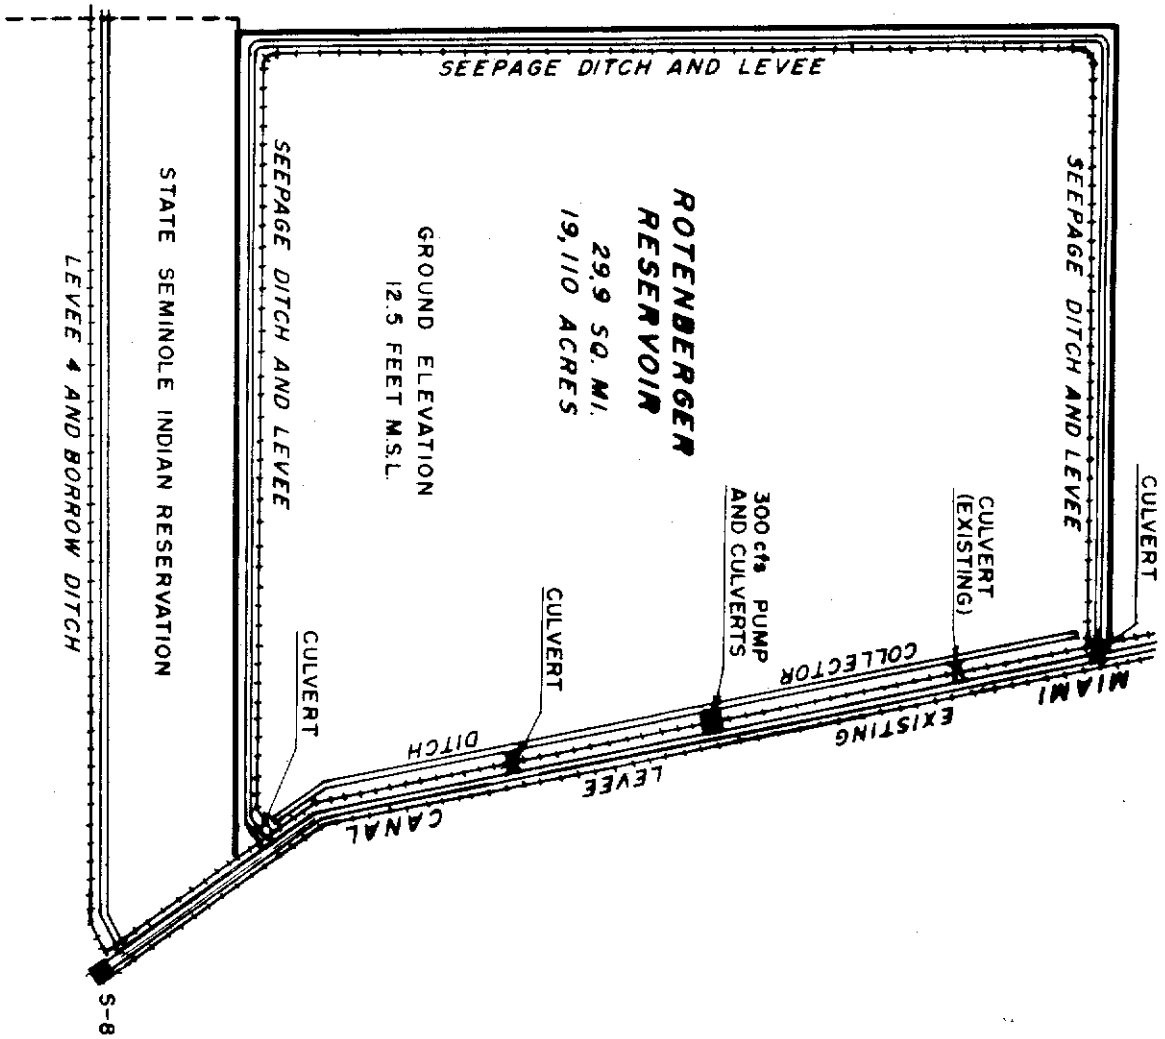 SEEPAGE DITCH AND LEVEE
SEEPAGE DITCH AND LEVEE
SEEPAGE DITCH AND LEVEE
STATE SEMINOLE INDIAN RESERVATION
LEVEE 4 AND BORROW DITCH
ROTENBERGER
RESERVOIR
29.9 SQ. MI.
19,110 ACRES
GROUND ELEVATION
12.5 FEET M.S.L.
CULVERT
CULVERT
(EXISTING)
300 cfs PUMP
AND CULVERTS
CULVERT
CULVERT
COLLECTOR
DITCH
MIAMI
CANAL
EXISTING
LEVEE
S-8